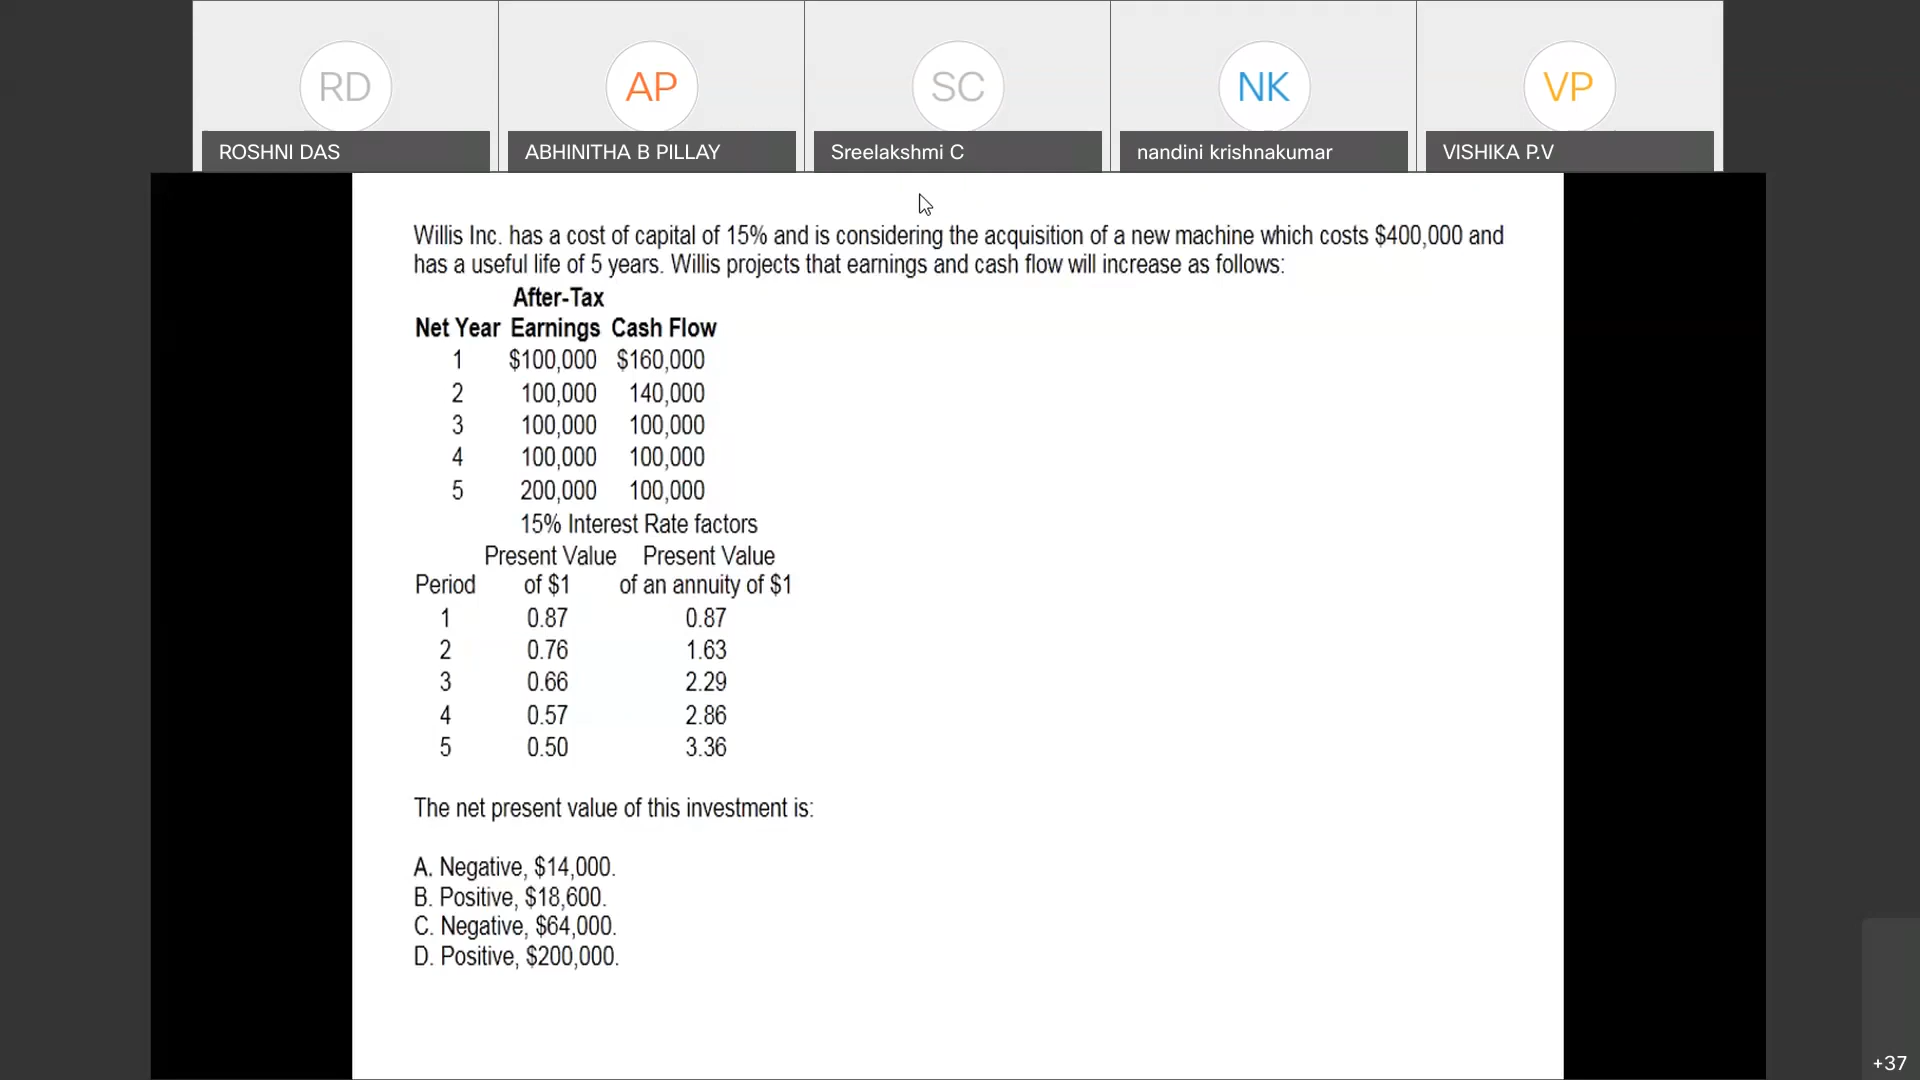 RD
AP
SC
NK
VP
ROSHNI DAS
ABHINITHA B PILLAY
Sreelakshmi C
nandini krishnakumar
VISHIKA P.V
Willis Inc. has a cost of capital of 15% and is considering the acquisition of a new machine which costs $400,000 and
has a useful life of 5 years. Willis projects that earnings and cash flow will increase as follows:
After-Tax
Net Year Earnings Cash Flow
1 $100,000 $160,000
2 100,000 140,000
3 100,000 100,000
4 100,000 100,000
5 200,000 100,000
15% Interest Rate factors
Present Value Present Value
Period of $1 of an annuity of $1
1 0.87 0.87
2 0.76 1.63
3 0.66 2.29
4 0.57 2.86
5 0.50 3.36
The net present value of this investment is:
A. Negative, $14,000.
B. Positive, $18,600.
C. Negative, $64,000.
D. Positive, $200,000.
+37